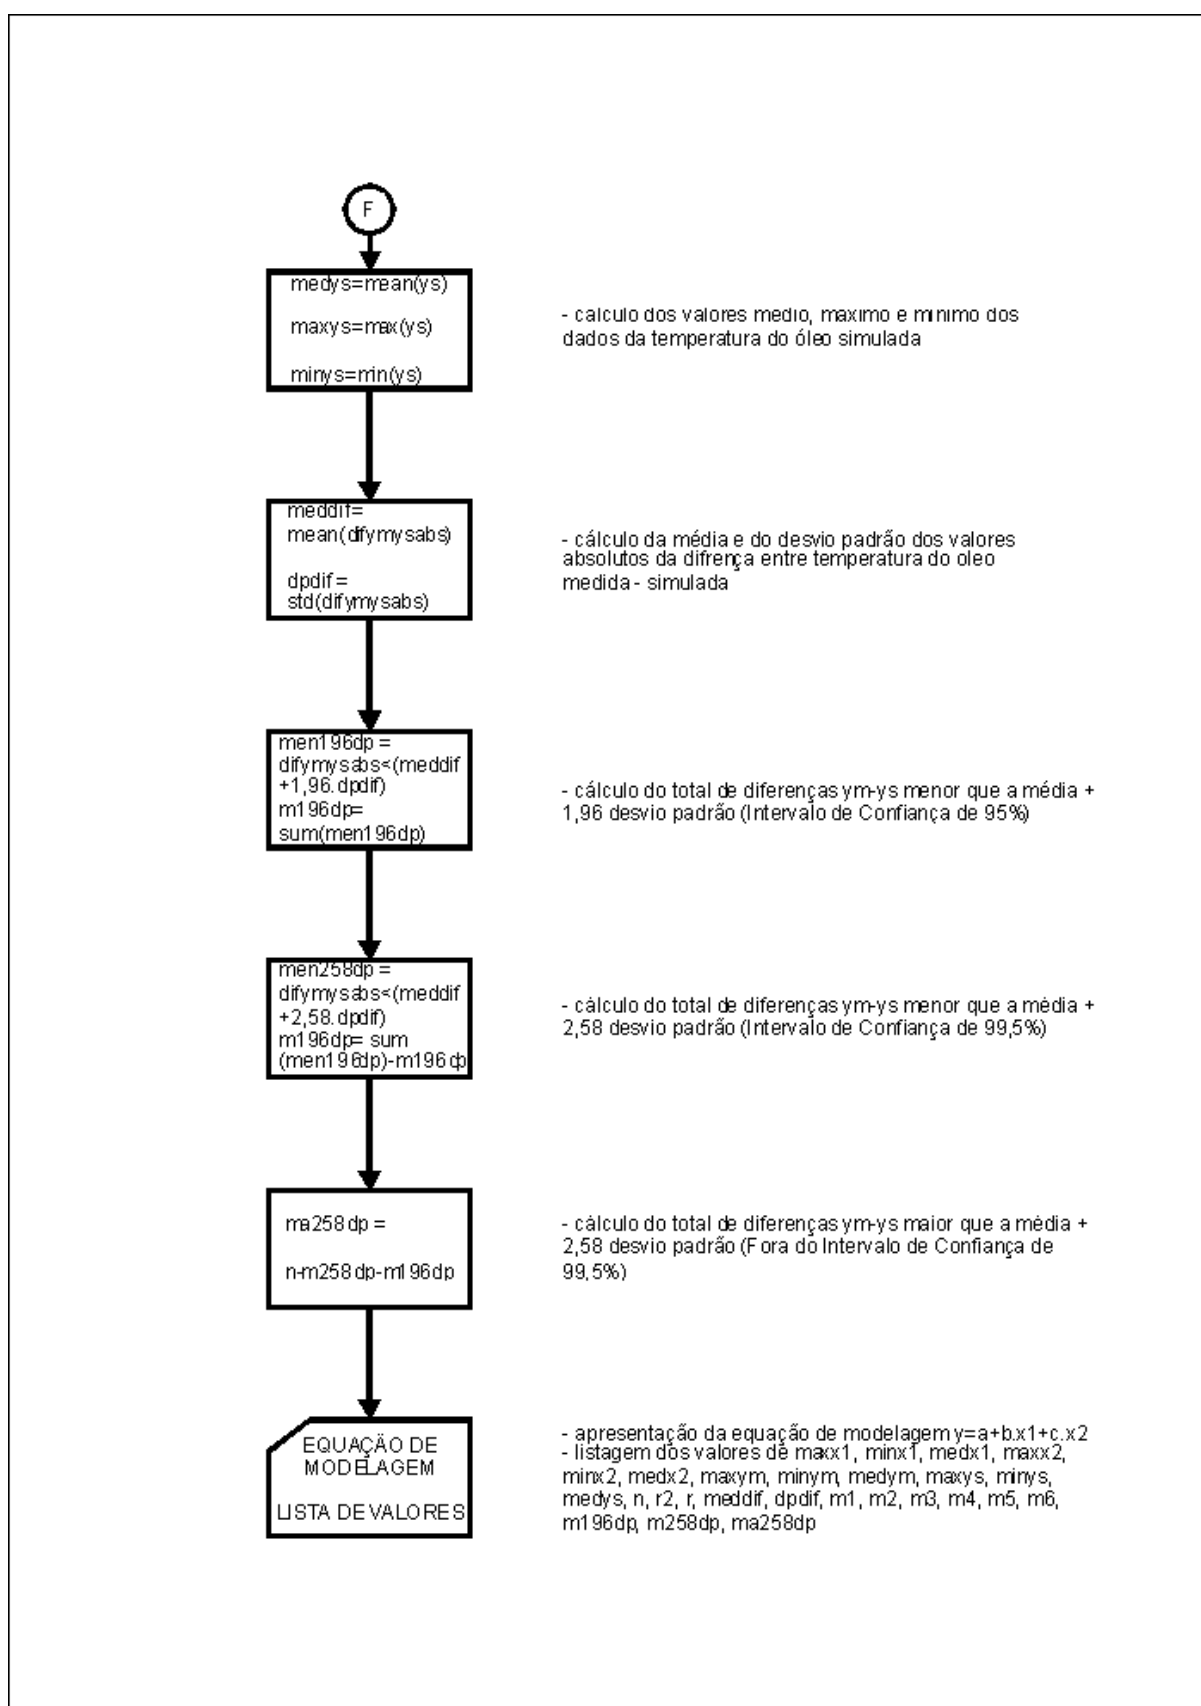 F
medys=mean(ys)
maxys=max(ys)
minys=min(ys)
- calculo dos valores medio, maximo e minimo dos
dados da temperatura do óleo simulada
meddif=
mean(difymysabs)
dpdif =
std(difymysabs)
- cálculo da média e do desvio padrão dos valores
absolutos da difrença entre temperatura do oleo
medida - simulada
men196dp =
difymysabs<(meddif
+1,96.dpdif)
m196dp=
sum(men196dp)
- cálculo do total de diferenças ym-ys menor que a média +
1,96 desvio padrão (Intervalo de Confiança de 95%)
men258dp =
difymysabs<(meddif
+2,58.dpdif)
m196dp= sum
(men196dp)-m196dp
- cálculo do total de diferenças ym-ys menor que a média +
2,58 desvio padrão (Intervalo de Confiança de 99,5%)
ma258dp =
n-m258dp-m196dp
- cálculo do total de diferenças ym-ys maior que a média +
2,58 desvio padrão (Fora do Intervalo de Confiança de
99,5%)
EQUAÇÃO DE
MODELAGEM
LISTA DE VALORES
- apresentação da equação de modelagem y=a+b.x1+c.x2
- listagem dos valores de maxx1, minx1, medx1, maxx2,
minx2, medx2, maxym, minym, medym, maxys, minys,
medys, n, r2, r, meddif, dpdif, m1, m2, m3, m4, m5, m6,
m196dp, m258dp, ma258dp